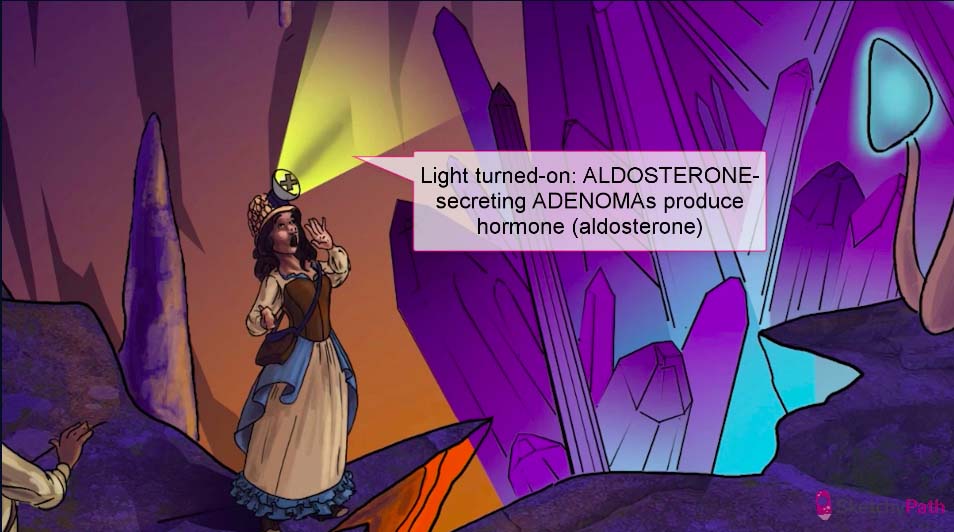 Light turned-on: ALDOSTERONE-
secreting ADENOMAs produce
hormone (aldosterone)
SketchyPath